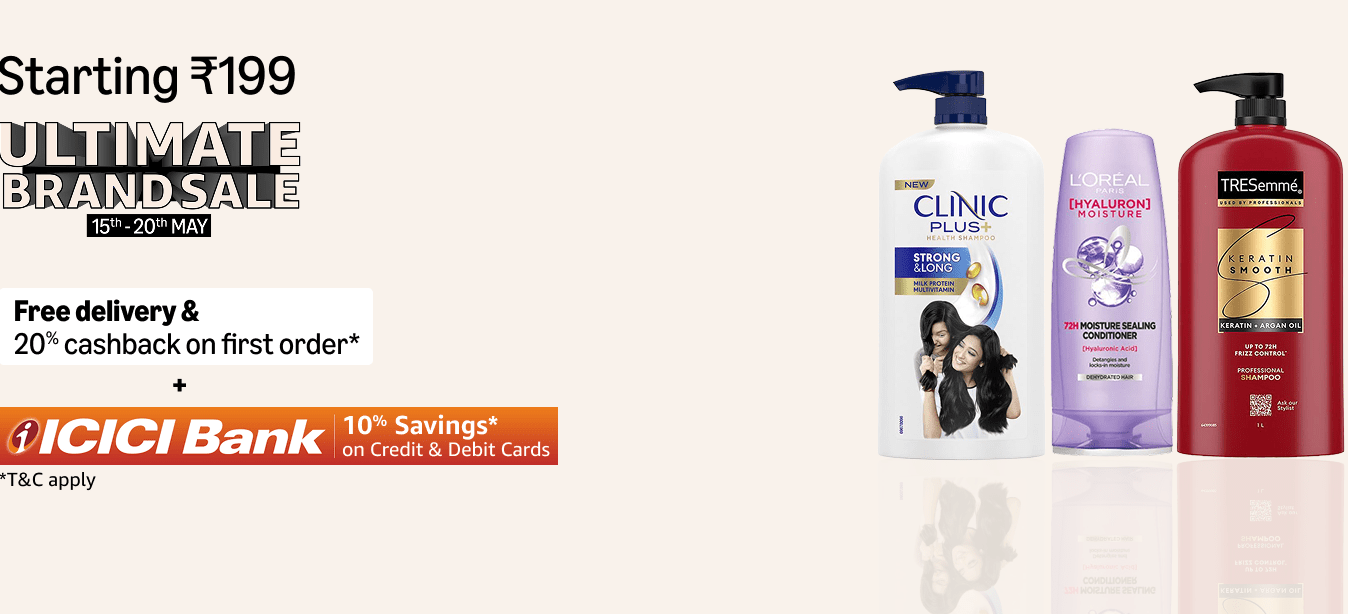 Starting ₹199
ULTIMATE
BRAND SALE
15th - 20th MAY
Free delivery &
20% cashback on first order*
+
i ICICI Bank
10% Savings*
on Credit & Debit Cards
*T&C apply
NEW
CLINIC
PLUS+
HEALTH SHAMPOO
STRONG
&LONG
MILK PROTEIN
MULTIVITAMIN
L'ORÉAL
PARIS
[HYALURON]
MOISTURE
72H MOISTURE SEALING
CONDITIONER
[Hyaluronic Acid]
Detangles and
locks-in moisture
DEHYDRATED HAIR
TRESemmé®
USED BY PROFESSIONALS
KERATIN
SMOOTH
KERATIN + ARGAN OIL
UP TO 72H
FRIZZ CONTROL*
PROFESSIONAL
SHAMPOO
Ask our
Stylist
1 L